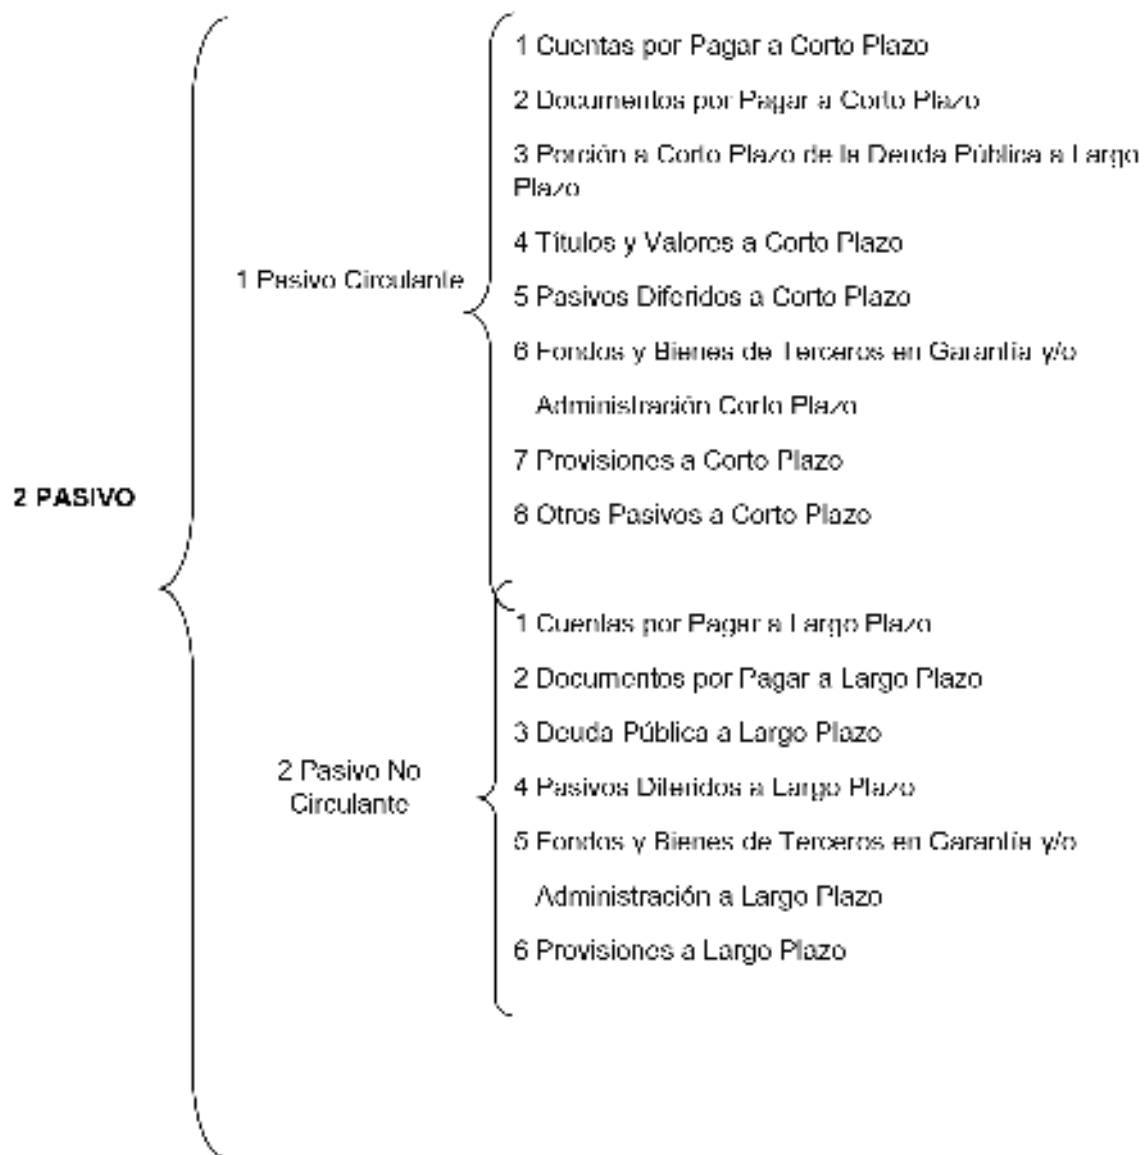 2 PASIVO
1 Pasivo Circulante
1 Cuentas por Pagar a Corto Plazo
2 Documentos por Pagar a Corto Plazo
3 Porción a Corto Plazo de la Deuda Pública a Largo
Plazo
4 Títulos y Valores a Corto Plazo
5 Pasivos Diferidos a Corto Plazo
6 Fondos y Bienes de Terceros en Garantía y/o
Administración Corto Plazo
7 Provisiones a Corto Plazo
8 Otros Pasivos a Corto Plazo
2 Pasivo No
Circulante
1 Cuentas por Pagar a Largo Plazo
2 Documentos por Pagar a Largo Plazo
3 Deuda Pública a Largo Plazo
4 Pasivos Diferidos a Largo Plazo
5 Fondos y Bienes de Terceros en Garantía y/o
Administración a Largo Plazo
6 Provisiones a Largo Plazo